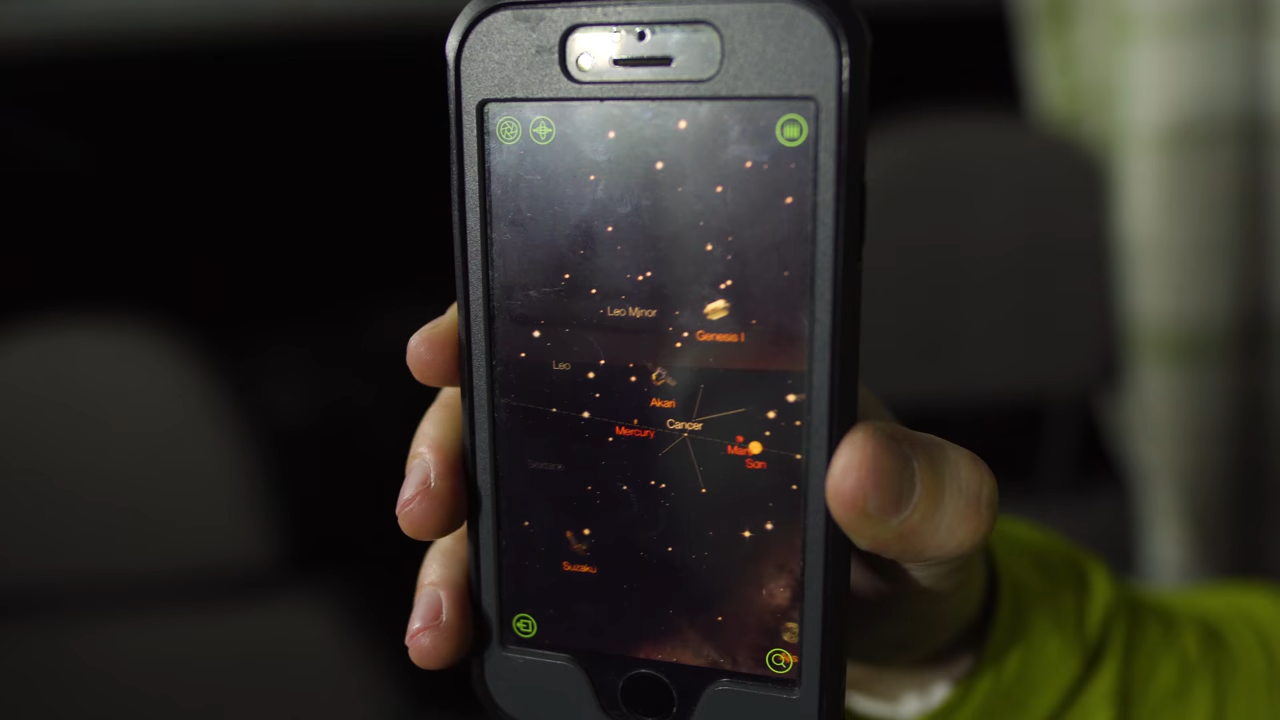 Leo Minor
Genesis I
Leo
Akari
Cancer
Mercury
Mars
Sun
Suzaku